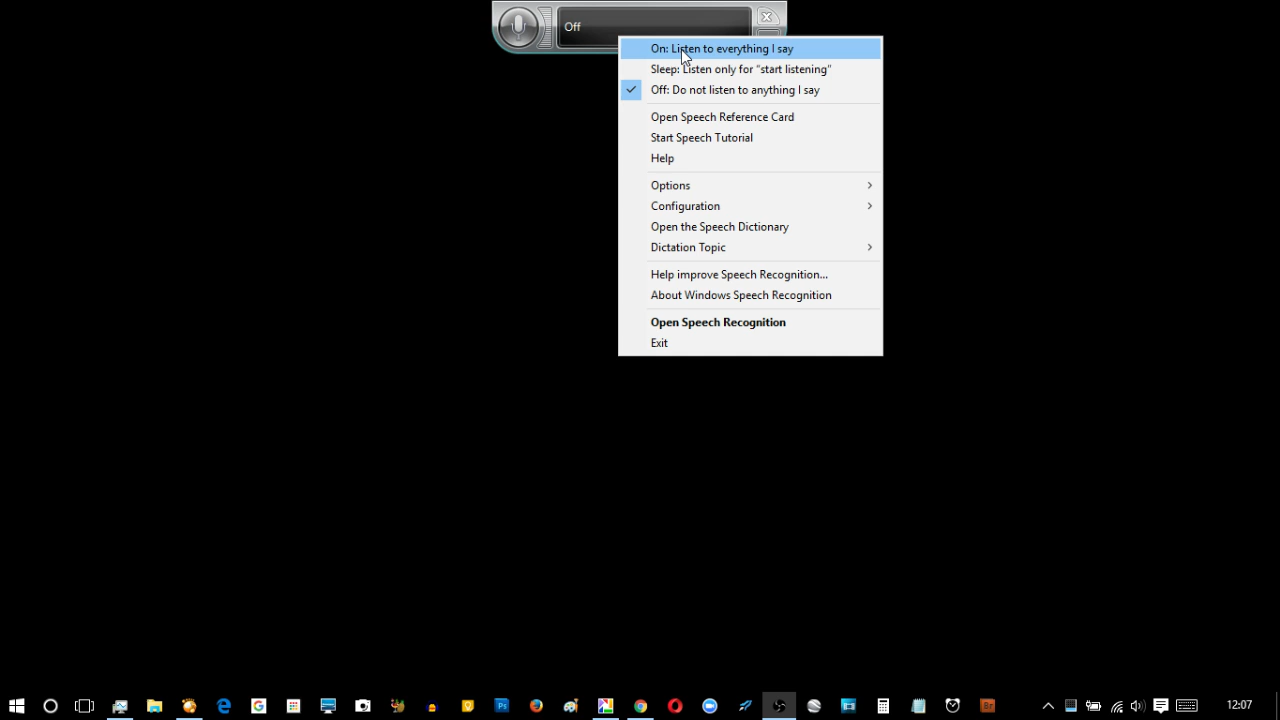 Off
On: Listen to everything I say
Sleep: Listen only for “start listening”
Off: Do not listen to anything I say
Open Speech Reference Card
Start Speech Tutorial
Help
Options
Configuration
Open the Speech Dictionary
Dictation Topic
Help improve Speech Recognition...
About Windows Speech Recognition
Open Speech Recognition
Exit
Ps
Br
12:07